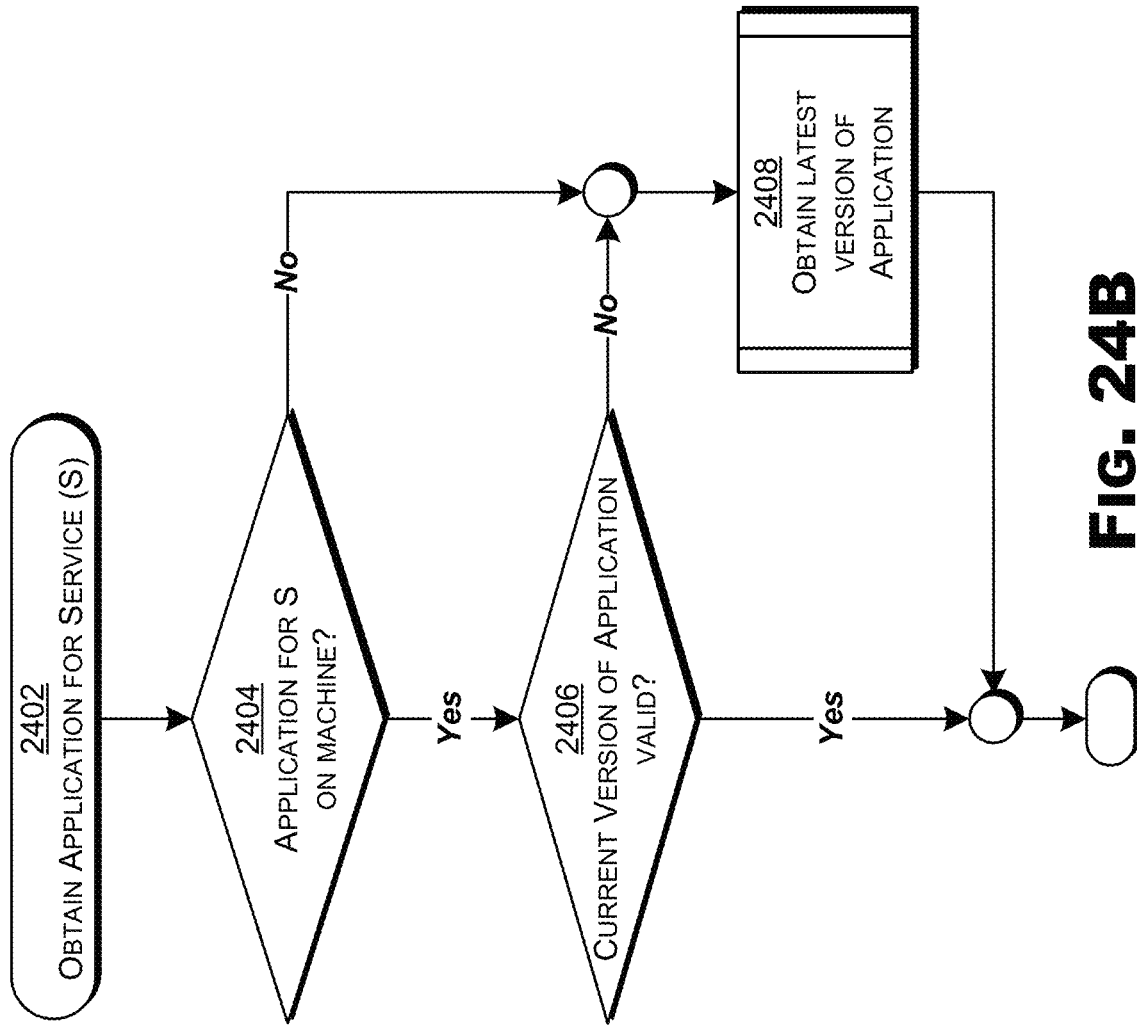 2402
OBTAIN APPLICATION FOR SERVICE (S)
2404
APPLICATION FOR S
ON MACHINE?
No
Yes
2406
CURRENT VERSION OF APPLICATION
VALID?
No
Yes
2408
OBTAIN LATEST
VERSION OF
APPLICATION
FIG. 24B